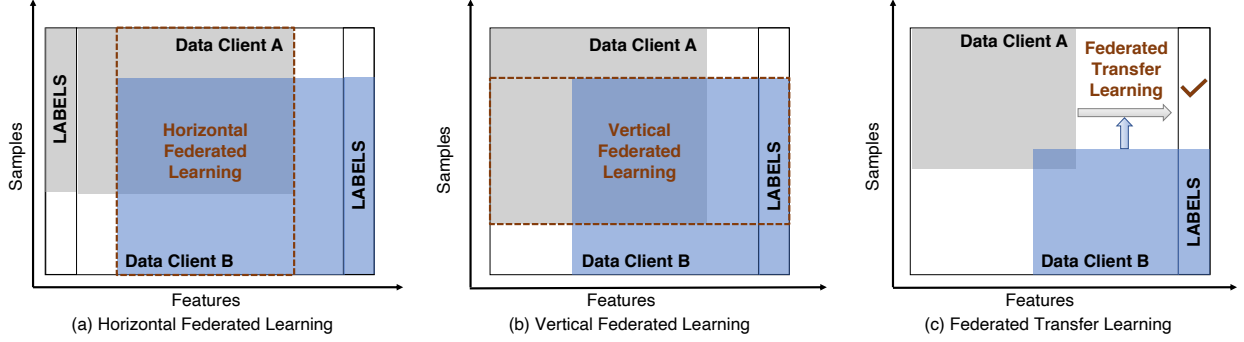 Samples
LABELS
Data Client A
Horizontal
Federated
Learning
LABELS
Data Client B
Features
(a) Horizontal Federated Learning
Samples
Data Client A
Vertical
Federated
Learning
LABELS
Data Client B
Features
(b) Vertical Federated Learning
Samples
Data Client A
Federated
Transfer
Learning
LABELS
Data Client B
Features
(c) Federated Transfer Learning